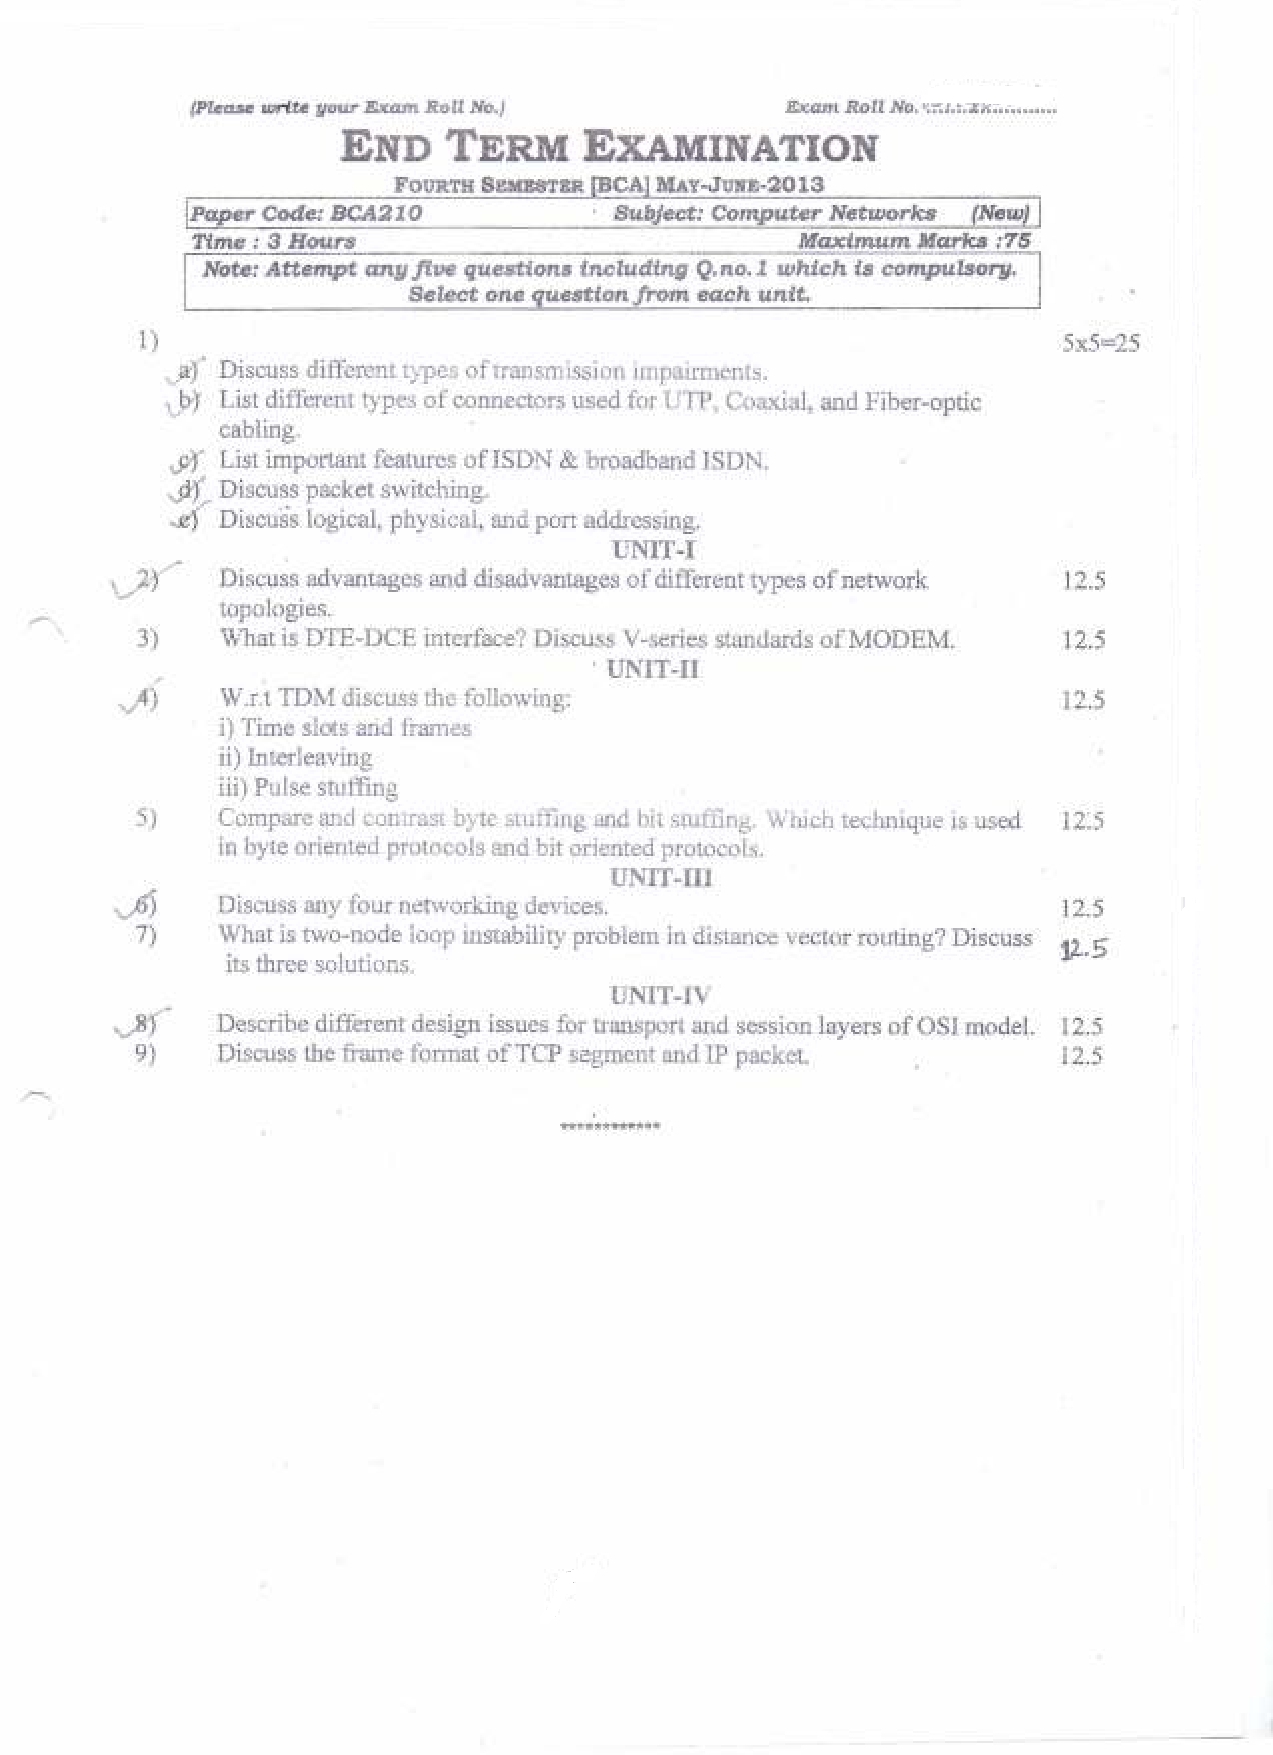 (Please write your Exam Roll No.) Exam Roll No.
END TERM EXAMINATION
FOURTH SEMESTER [BCA] MAY-JUNE-2013
Paper Code: BCA210 Subject: Computer Networks (New)
Time : 3 Hours Maximum Marks :75
Note: Attempt any five questions including Q.no.1 which is compulsory.
Select one question from each unit.
1) 5x5=25
a) Discuss different types of transmission impairments.
b) List different types of connectors used for UTP, Coaxial, and Fiber-optic
cabling.
c) List important features of ISDN & broadband ISDN.
d) Discuss packet switching.
e) Discuss logical, physical, and port addressing.
UNIT-I
2) Discuss advantages and disadvantages of different types of network 12.5
topologies.
3) What is DTE-DCE interface? Discuss V-series standards of MODEM. 12.5
UNIT-II
4) W.r.t TDM discuss the following: 12.5
i) Time slots and frames
ii) Interleaving
iii) Pulse stuffing
5) Compare and contrast byte stuffing and bit stuffing. Which technique is used 12.5
in byte oriented protocols and bit oriented protocols.
UNIT-III
6) Discuss any four networking devices. 12.5
7) What is two-node loop instability problem in distance vector routing? Discuss 12.5
its three solutions.
UNIT-IV
8) Describe different design issues for transport and session layers of OSI model. 12.5
9) Discuss the frame format of TCP segment and IP packet. 12.5
************